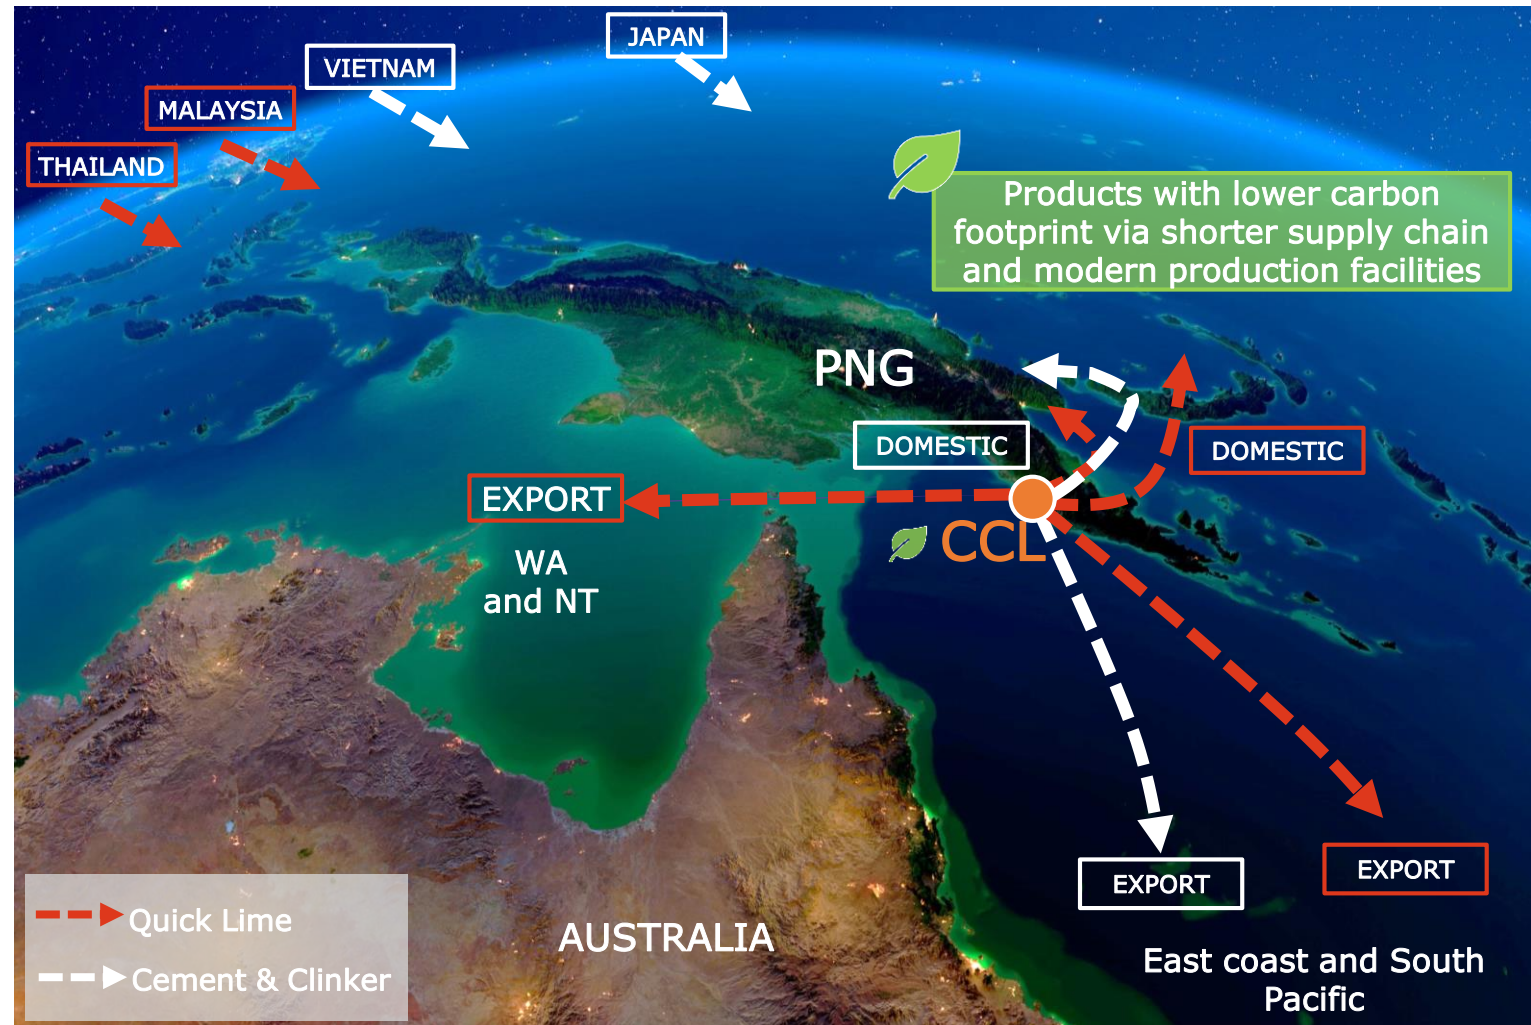 JAPAN
VIETNAM
MALAYSIA
THAILAND
Products with lower carbon
footprint via shorter supply chain
and modern production facilities
PNG
DOMESTIC
DOMESTIC
EXPORT
CCL
WA
and NT
EXPORT
EXPORT
AUSTRALIA
East coast and South
Pacific
Quick Lime
Cement & Clinker